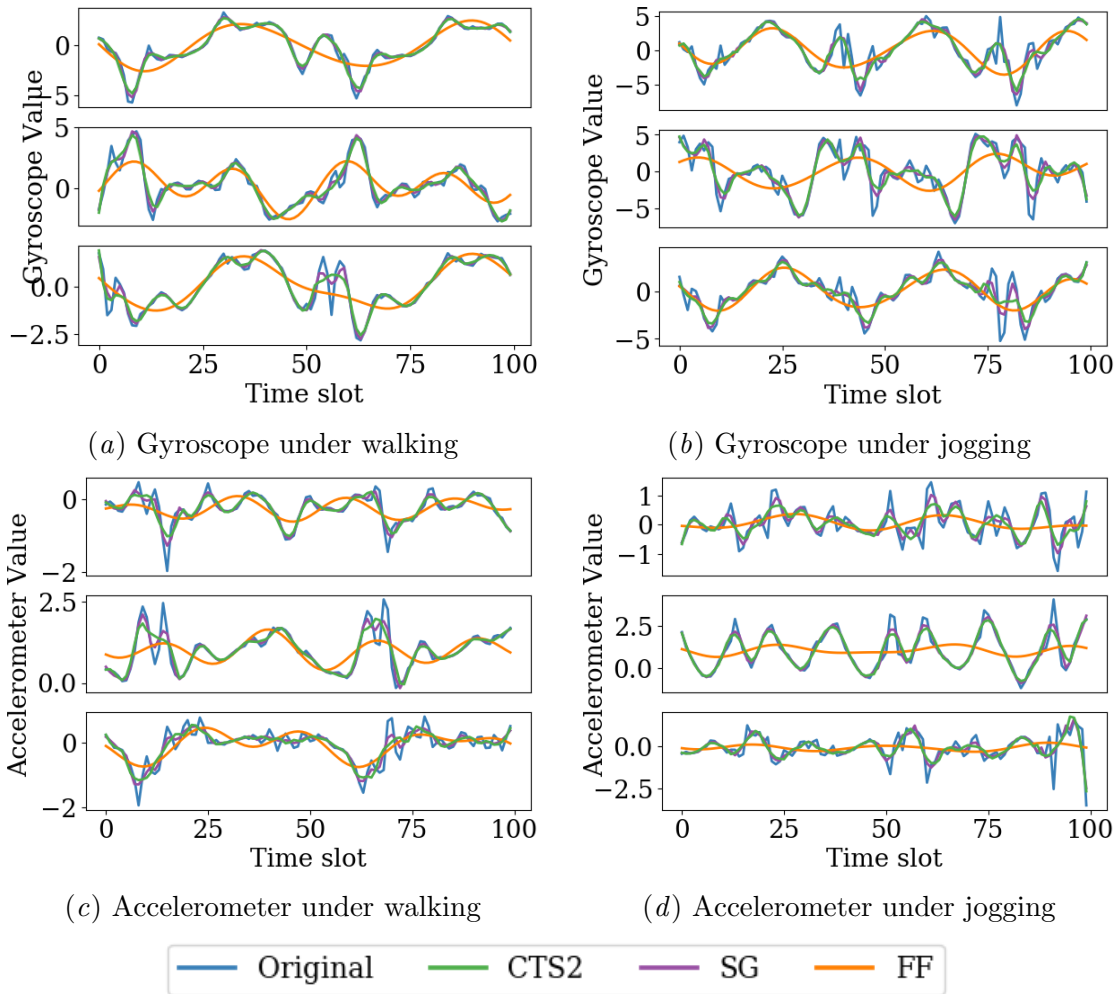 Gyroscope Value
0
−5
5
0
0.0
−2.5
0 25 50 75 100
Time slot
(a) Gyroscope under walking
Gyroscope Value
0
−5
5
0
−5
0
−5
0 25 50 75 100
Time slot
(b) Gyroscope under jogging
Accelerometer Value
0
−2
2.5
0.0
0
−2
0 25 50 75 100
Time slot
(c) Accelerometer under walking
Accelerometer Value
1
0
−1
2.5
0.0
0.0
−2.5
0 25 50 75 100
Time slot
(d) Accelerometer under jogging
Original CTS2 SG FF